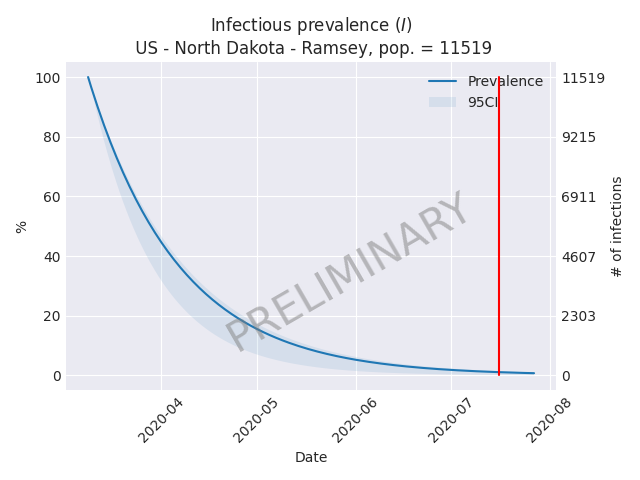 Infectious prevalence (I)
US - North Dakota - Ramsey, pop. = 11519
Prevalence
95CI
100
80
60
40
20
0
%
11519
9215
6911
4607
2303
0
# of infections
PRELIMINARY
2020-04
2020-05
2020-06
2020-07
2020-08
Date